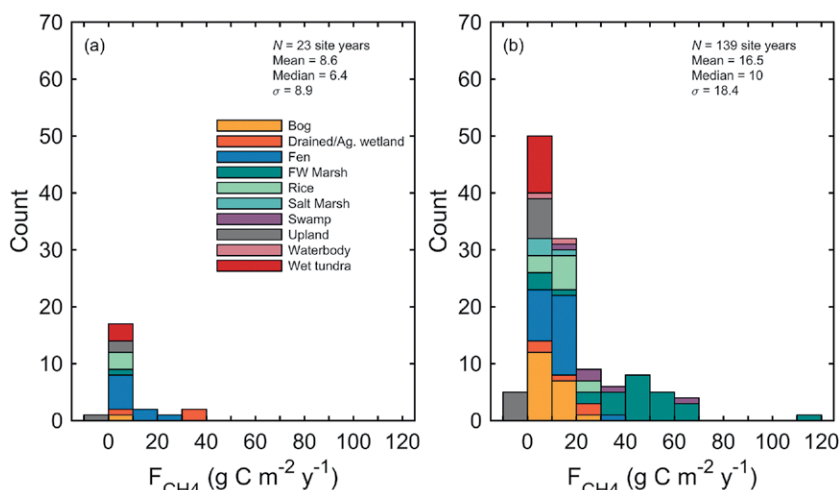 70
60
50
40
30
20
10
0
Count
(a)
N = 23 site years
Mean = 8.6
Median = 6.4
σ = 8.9
Bog
Drained/Ag. wetland
Fen
FW Marsh
Rice
Salt Marsh
Swamp
Upland
Waterbody
Wet tundra
0 20 40 60 80 100 120
F_CH4 (g C m⁻² y⁻¹)
70
60
50
40
30
20
10
0
Count
(b)
N = 139 site years
Mean = 16.5
Median = 10
σ = 18.4
0 20 40 60 80 100 120
F_CH4 (g C m⁻² y⁻¹)